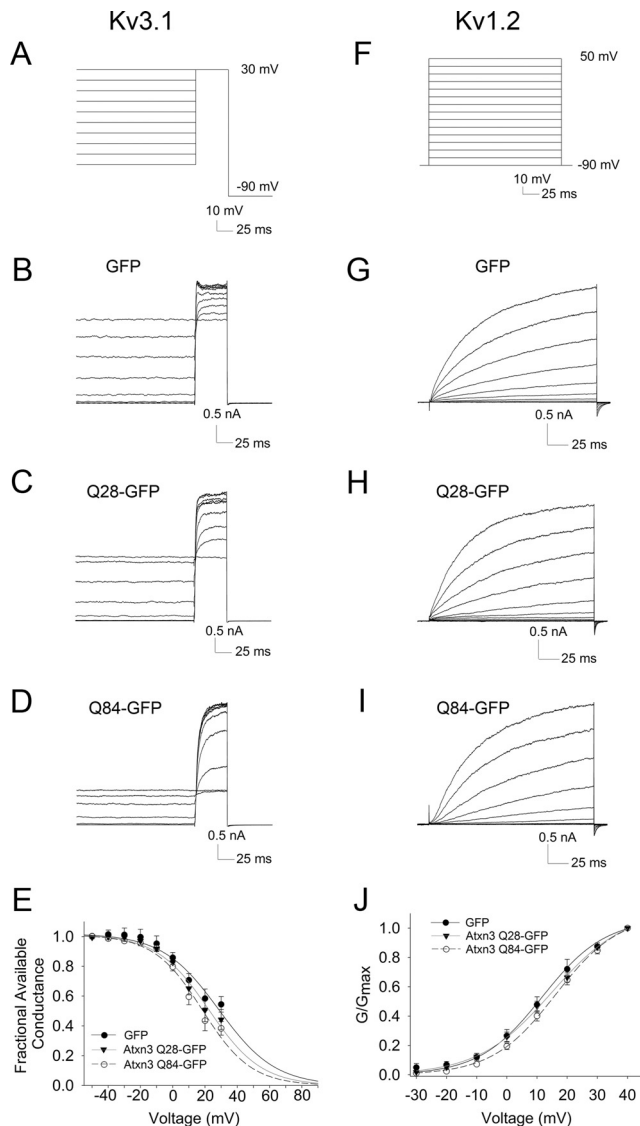 Kv3.1
Kv1.2
A
30 mV
-90 mV
10 mV
25 ms
F
50 mV
-90 mV
10 mV
25 ms
B
GFP
0.5 nA
25 ms
G
GFP
0.5 nA
25 ms
C
Q28-GFP
0.5 nA
25 ms
H
Q28-GFP
0.5 nA
25 ms
D
Q84-GFP
0.5 nA
25 ms
I
Q84-GFP
0.5 nA
25 ms
E
Fractional Available
Conductance
1.0
0.8
0.6
0.4
0.2
0.0
GFP
Atxn3 Q28-GFP
Atxn3 Q84-GFP
-40 -20 0 20 40 60 80
Voltage (mV)
J
G/Gmax
1.0
0.8
0.6
0.4
0.2
0.0
GFP
Atxn3 Q28-GFP
Atxn3 Q84-GFP
-30 -20 -10 0 10 20 30 40
Voltage (mV)